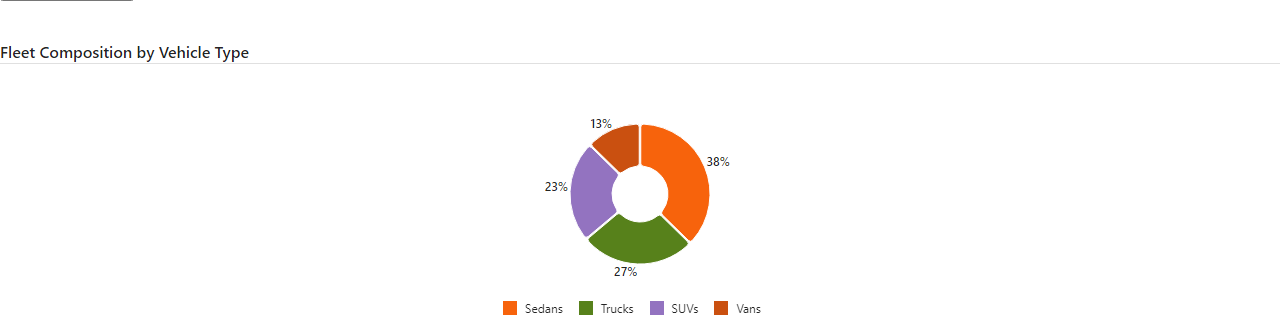 Fleet Composition by Vehicle Type
13%
38%
23%
27%
Sedans Trucks SUVs Vans